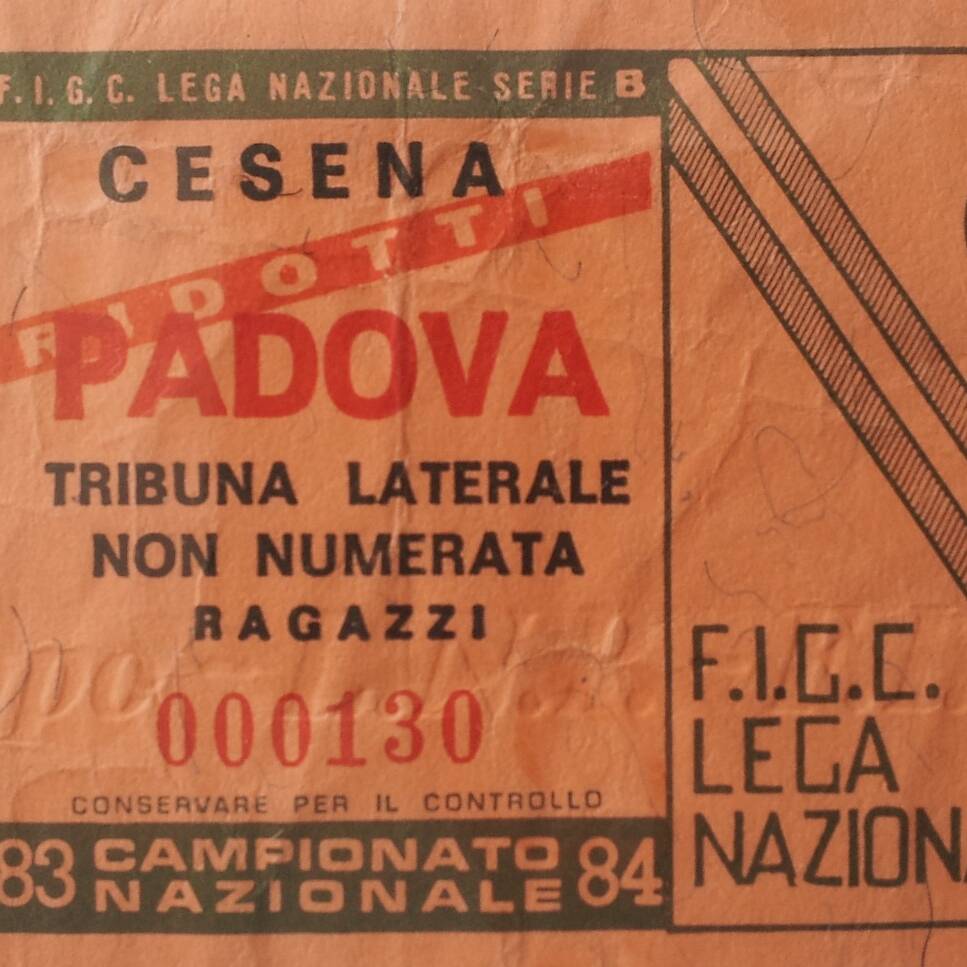 F. I. G. C. LEGA NAZIONALE SERIE B
CESENA
RIDOTTI
PADOVA
TRIBUNA LATERALE
NON NUMERATA
RAGAZZI
000130
CONSERVARE PER IL CONTROLLO
83 CAMPIONATO NAZIONALE 84
F.I.G.C.
LEGA